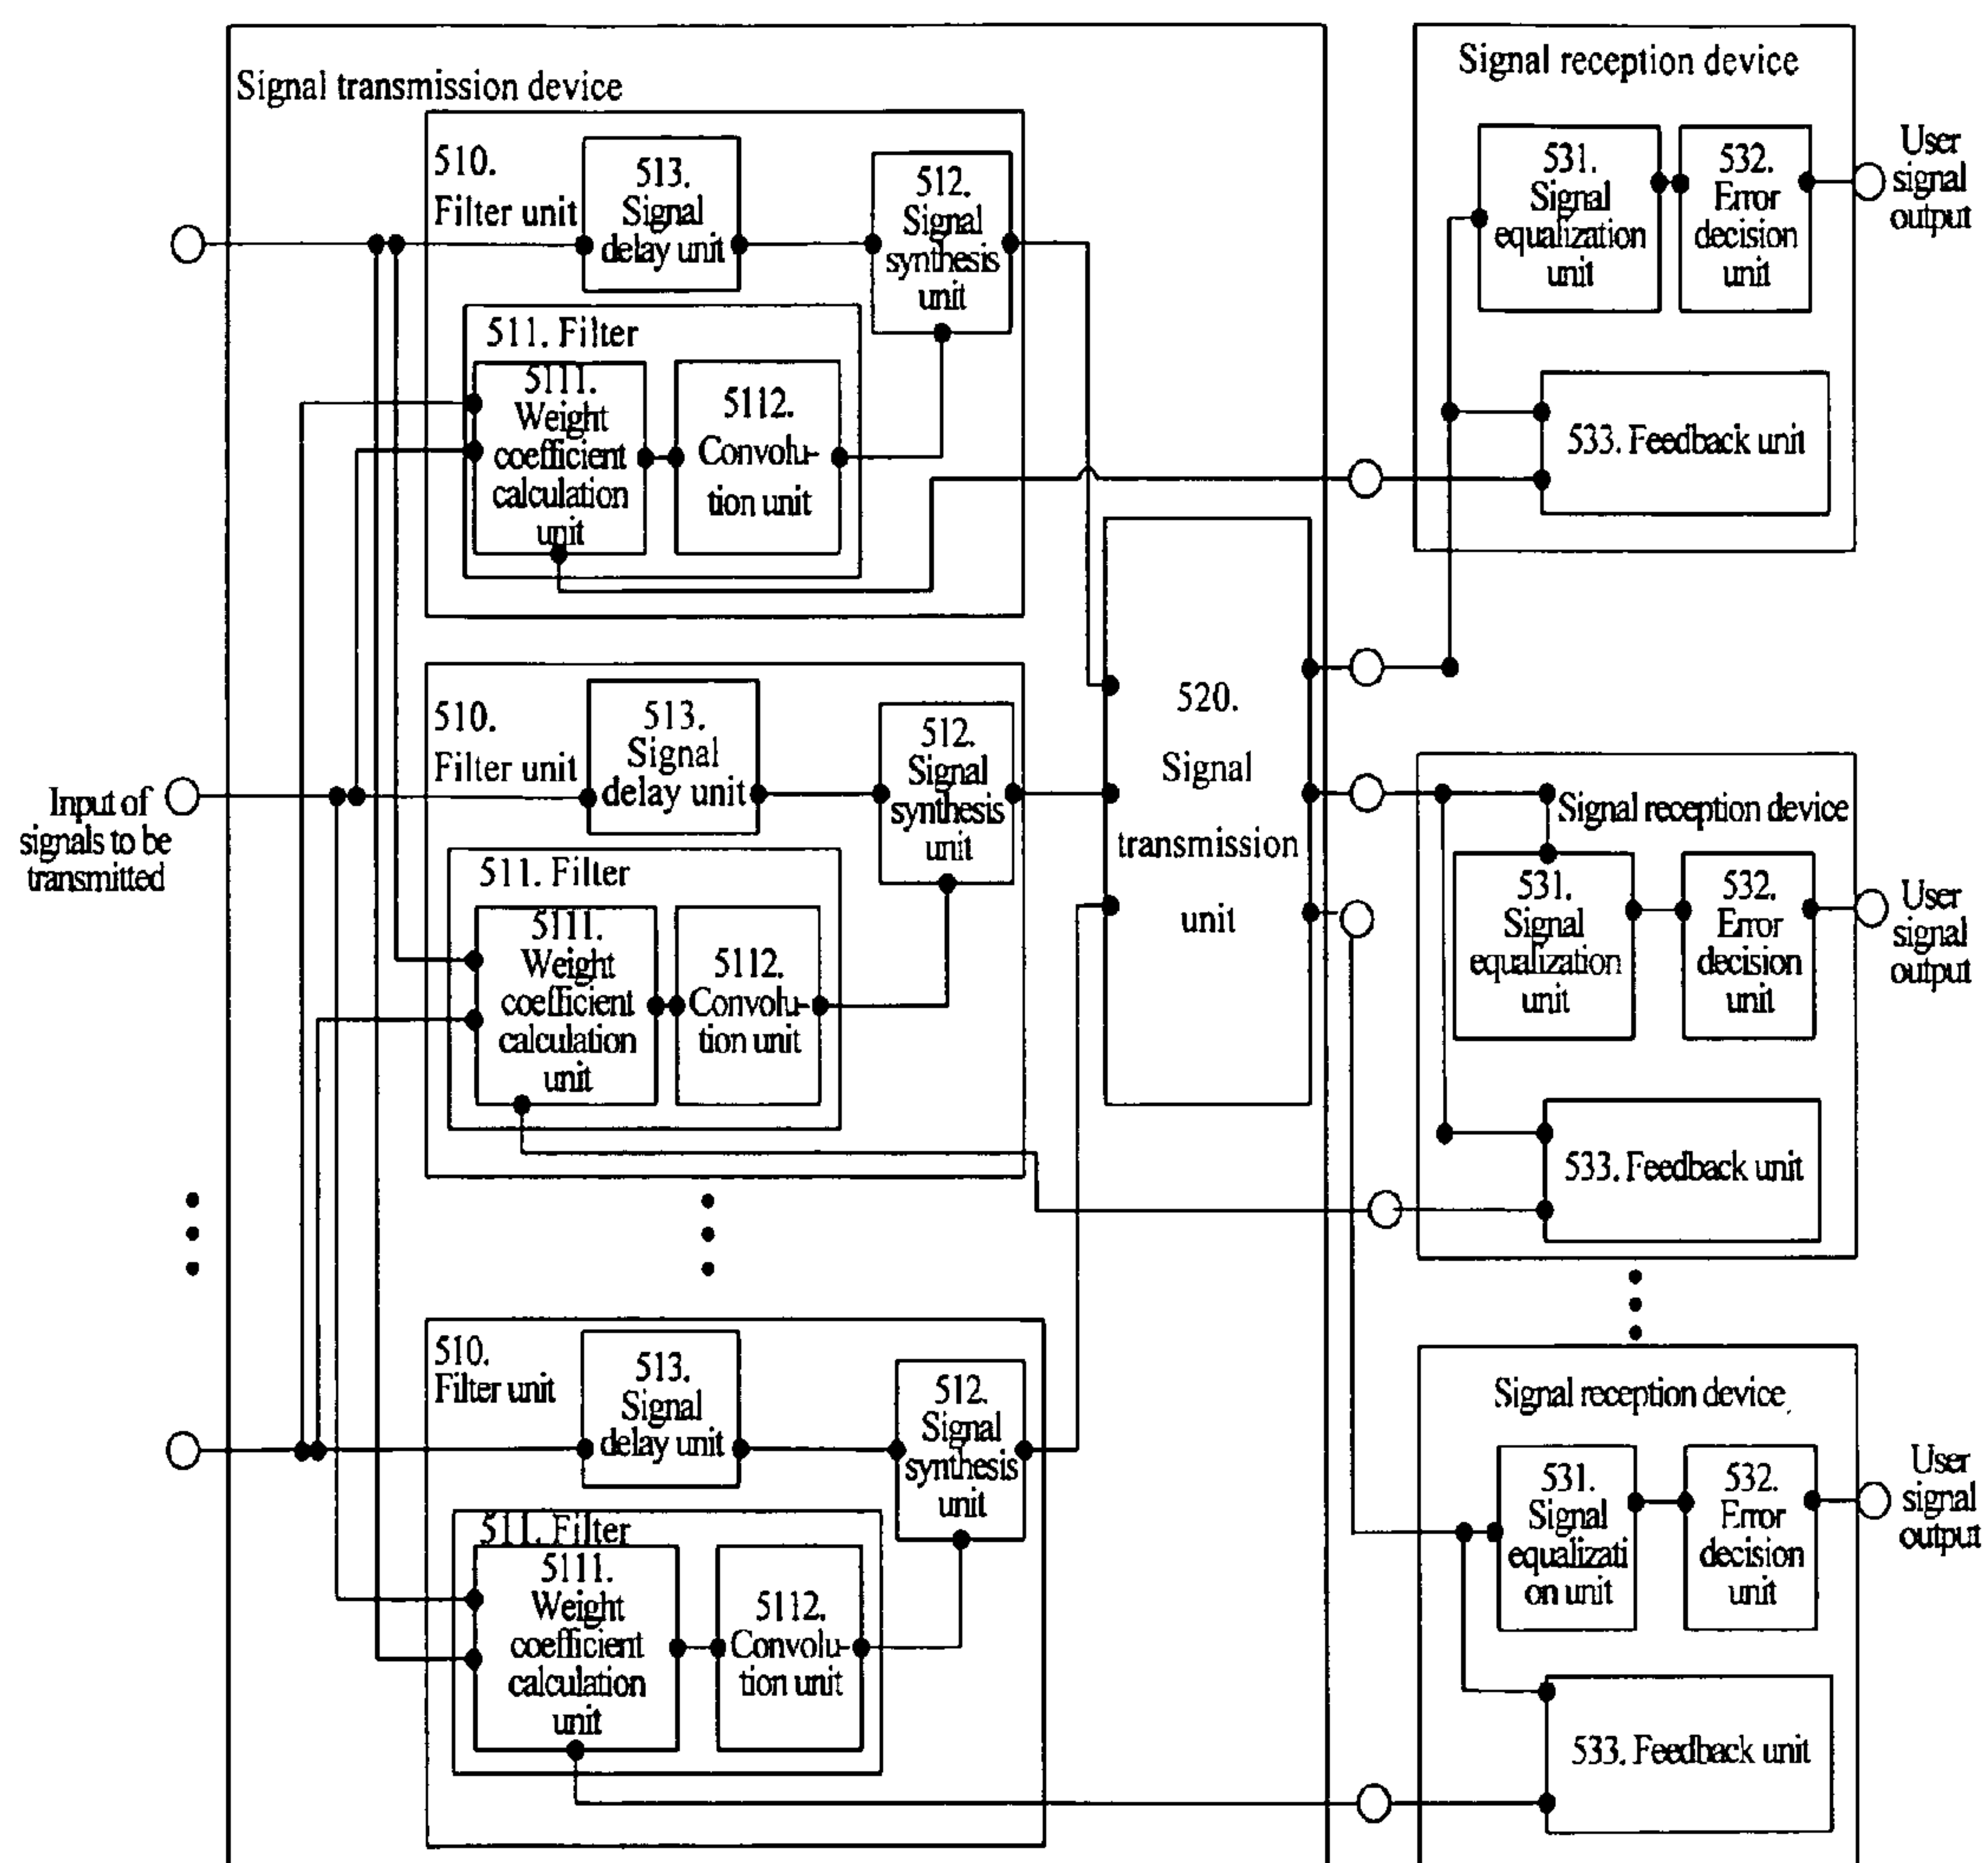 Signal transmission device
510.
Filter unit
513.
Signal
delay unit
512.
Signal
synthesis
unit
511. Filter
5111.
Weight
coefficient
calculation
unit
5112.
Convolu-
tion unit
Signal reception device
531.
Signal
equalization
unit
532.
Error
decision
unit
User
signal
output
533. Feedback unit
Input of
signals to be
transmitted
510.
Filter unit
513.
Signal
delay unit
512.
Signal
synthesis
unit
511. Filter
5111.
Weight
coefficient
calculation
unit
5112.
Convolu-
tion unit
520.
Signal
transmission
unit
Signal reception device
531.
Signal
equalization
unit
532.
Error
decision
unit
User
signal
output
533. Feedback unit
510.
Filter unit
513.
Signal
delay unit
512.
Signal
synthesis
unit
511. Filter
5111.
Weight
coefficient
calculation
unit
5112.
Convolu-
tion unit
Signal reception device
531.
Signal
equalizati
on unit
532.
Error
decision
unit
User
signal
output
533. Feedback unit